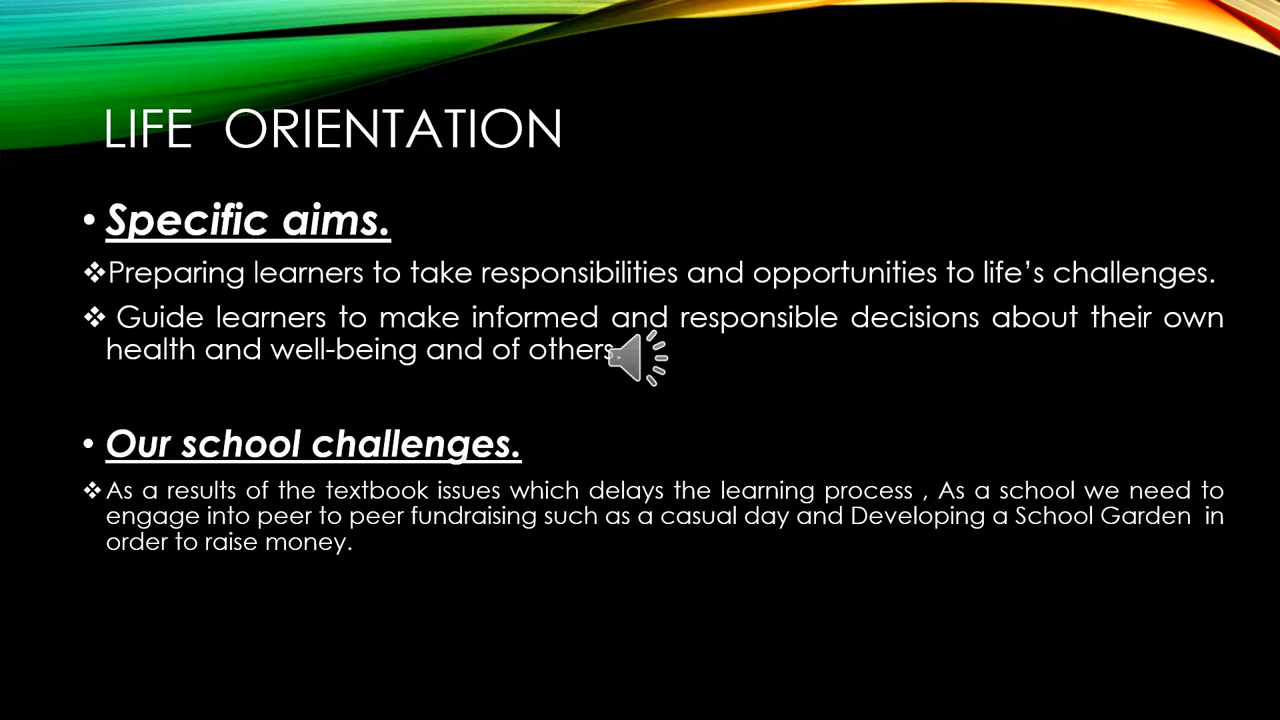 LIFE ORIENTATION
• Specific aims.
❖Preparing learners to take responsibilities and opportunities to life's challenges.
❖ Guide learners to make informed and responsible decisions about their own
health and well-being and of others.
• Our school challenges.
❖As a results of the textbook issues which delays the learning process , As a school we need to
engage into peer to peer fundraising such as a casual day and Developing a School Garden in
order to raise money.